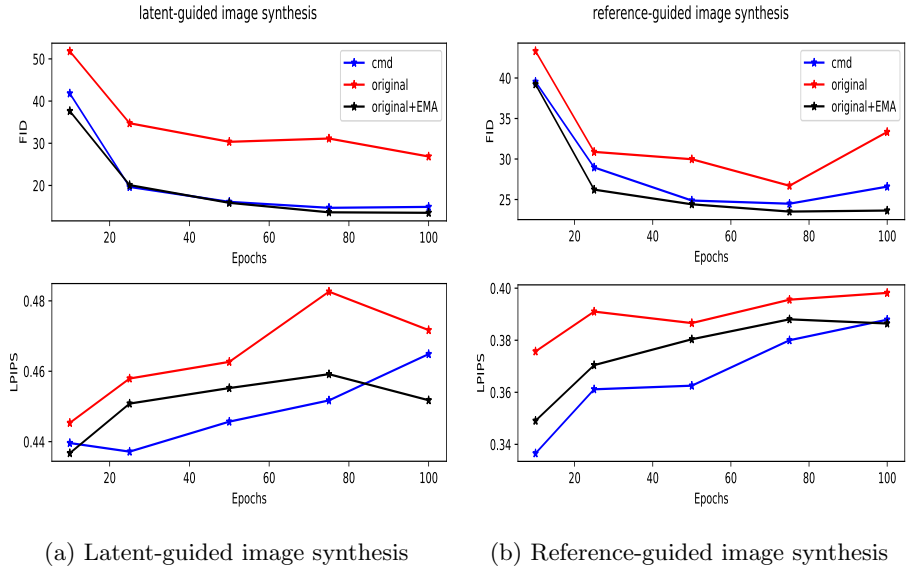 latent-guided image synthesis
50
40
30
20
FID
cmd
original
original+EMA
20 40 60 80 100
Epochs
0.48
0.46
0.44
LPIPS
20 40 60 80 100
Epochs
(a) Latent-guided image synthesis
reference-guided image synthesis
40
35
30
25
FID
cmd
original
original+EMA
20 40 60 80 100
Epochs
0.40
0.38
0.36
0.34
LPIPS
20 40 60 80 100
Epochs
(b) Reference-guided image synthesis